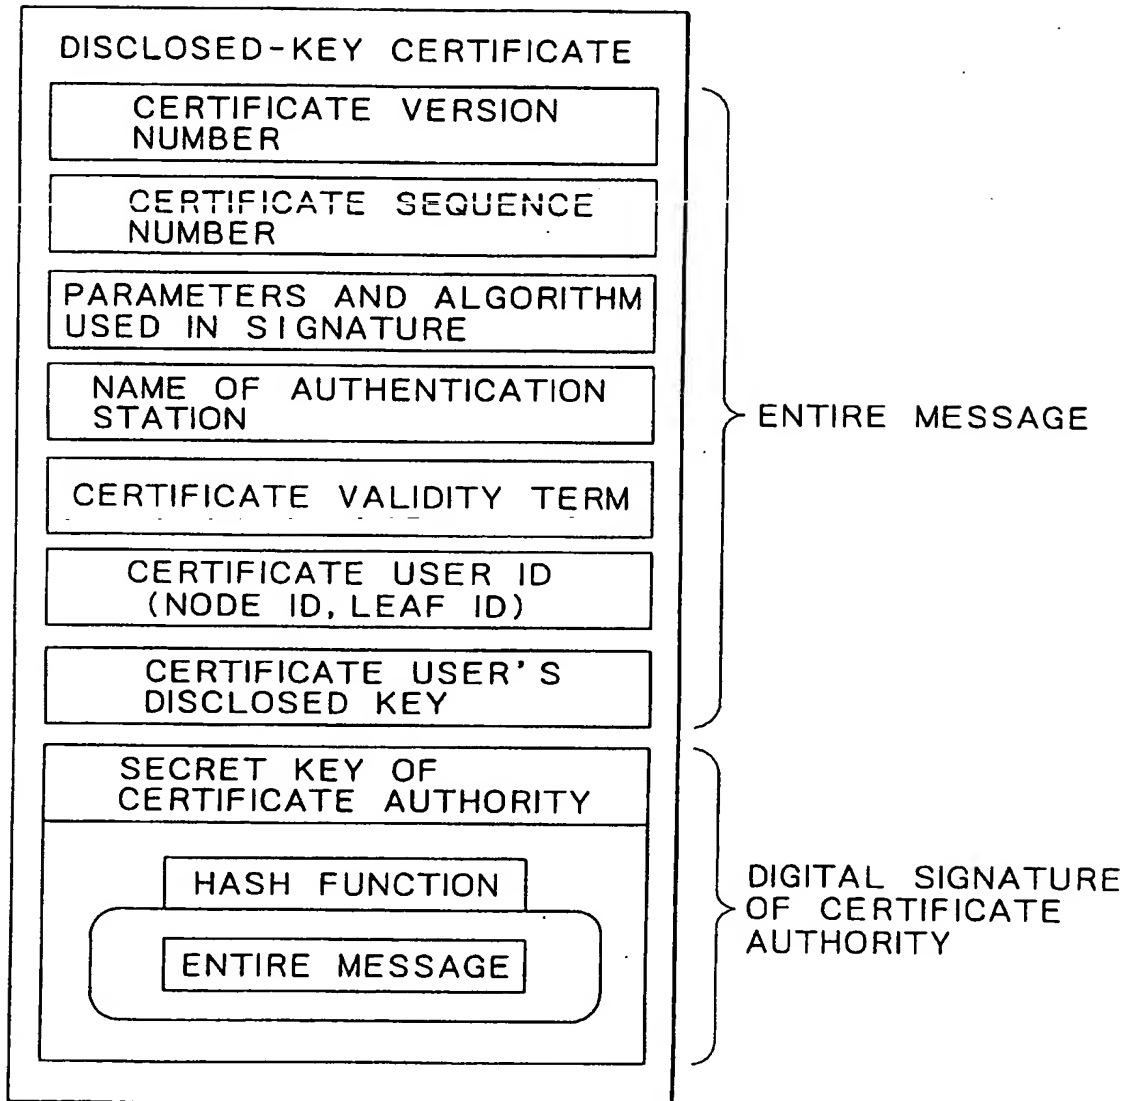 DISCLOSED-KEY CERTIFICATE
CERTIFICATE VERSION
NUMBER
CERTIFICATE SEQUENCE
NUMBER
PARAMETERS AND ALGORITHM
USED IN SIGNATURE
NAME OF AUTHENTICATION
STATION
CERTIFICATE VALIDITY TERM
CERTIFICATE USER ID
(NODE ID, LEAF ID)
CERTIFICATE USER'S
DISCLOSED KEY
ENTIRE MESSAGE
SECRET KEY OF
CERTIFICATE AUTHORITY
HASH FUNCTION
ENTIRE MESSAGE
DIGITAL SIGNATURE
OF CERTIFICATE
AUTHORITY